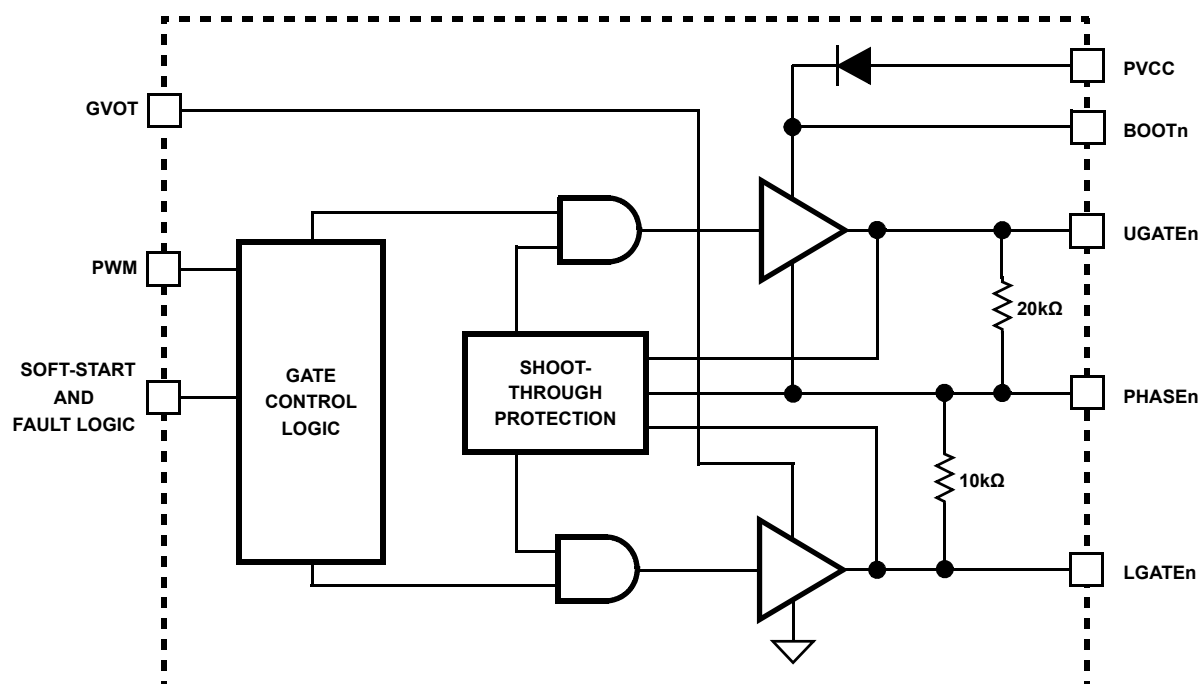 PVCC
GVOT
BOOTn
UGATEn
PWM
20kΩ
SOFT-START
AND
FAULT LOGIC
GATE
CONTROL
LOGIC
SHOOT-
THROUGH
PROTECTION
PHASEn
10kΩ
LGATEn